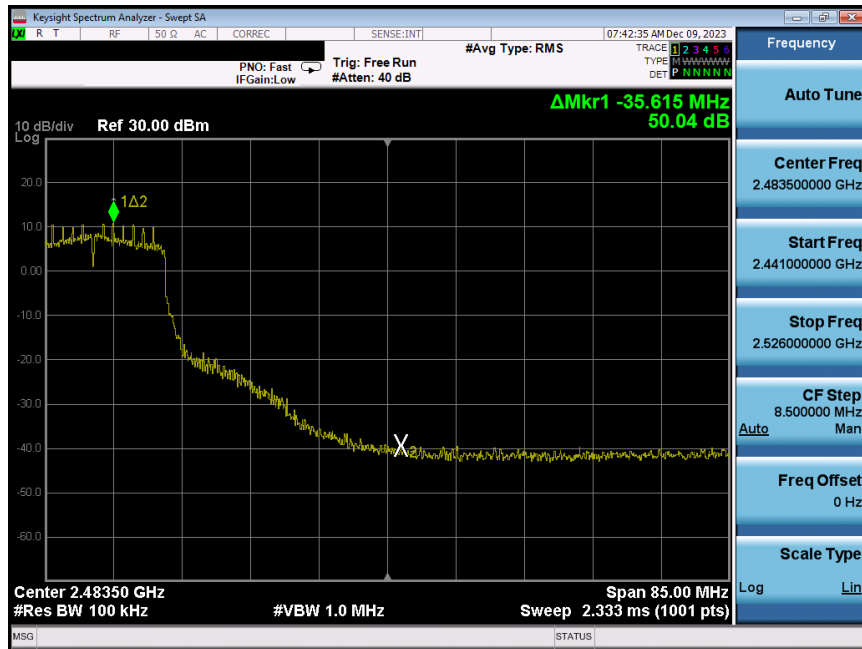 Keysight Spectrum Analyzer - Swept SA
LXI R T RF 50 Ω AC CORREC SENSE:INT 07:42:35 AM Dec 09, 2023
#Avg Type: RMS TRACE 1 2 3 4 5 6
PNO: Fast Trig: Free Run TYPE M WWWWW
IFGain:Low #Atten: 40 dB DET P N N N N N
ΔMkr1 -35.615 MHz
10 dB/div Ref 30.00 dBm 50.04 dB
Log
20.0
1Δ2
10.0
0.00
-10.0
-20.0
-30.0
-40.0
X2
-50.0
-60.0
Center 2.48350 GHz Span 85.00 MHz
#Res BW 100 kHz #VBW 1.0 MHz Sweep 2.333 ms (1001 pts)
MSG STATUS
Frequency
Auto Tune
Center Freq
2.483500000 GHz
Start Freq
2.441000000 GHz
Stop Freq
2.526000000 GHz
CF Step
8.500000 MHz
Auto Man
Freq Offset
0 Hz
Scale Type
Log Lin